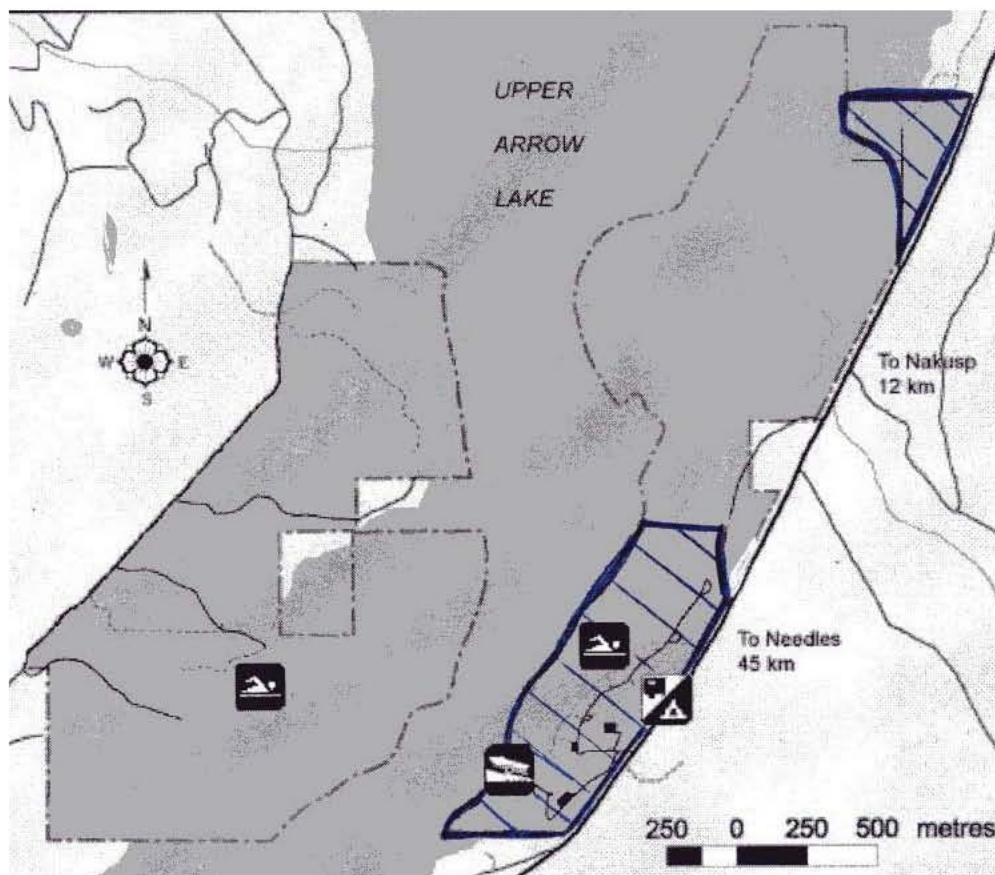 UPPER
ARROW
LAKE
N
W E
S
To Nakusp
12 km
To Needles
45 km
250 0 250 500 metres